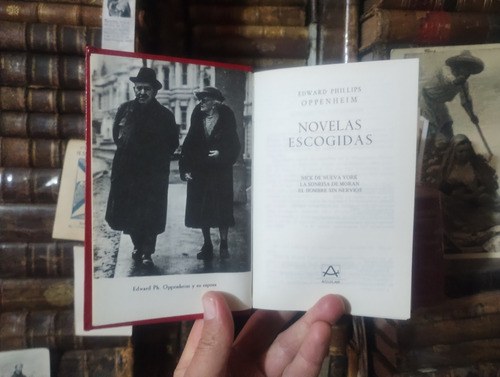 Edward Ph. Oppenheim y su esposa
EDWARD PHILLIPS
OPPENHEIM
NOVELAS
ESCOGIDAS
NICK DE NUEVA YORK
LA SONRISA DE MORAN
EL HOMBRE SIN NERVIOS
AGUILAR